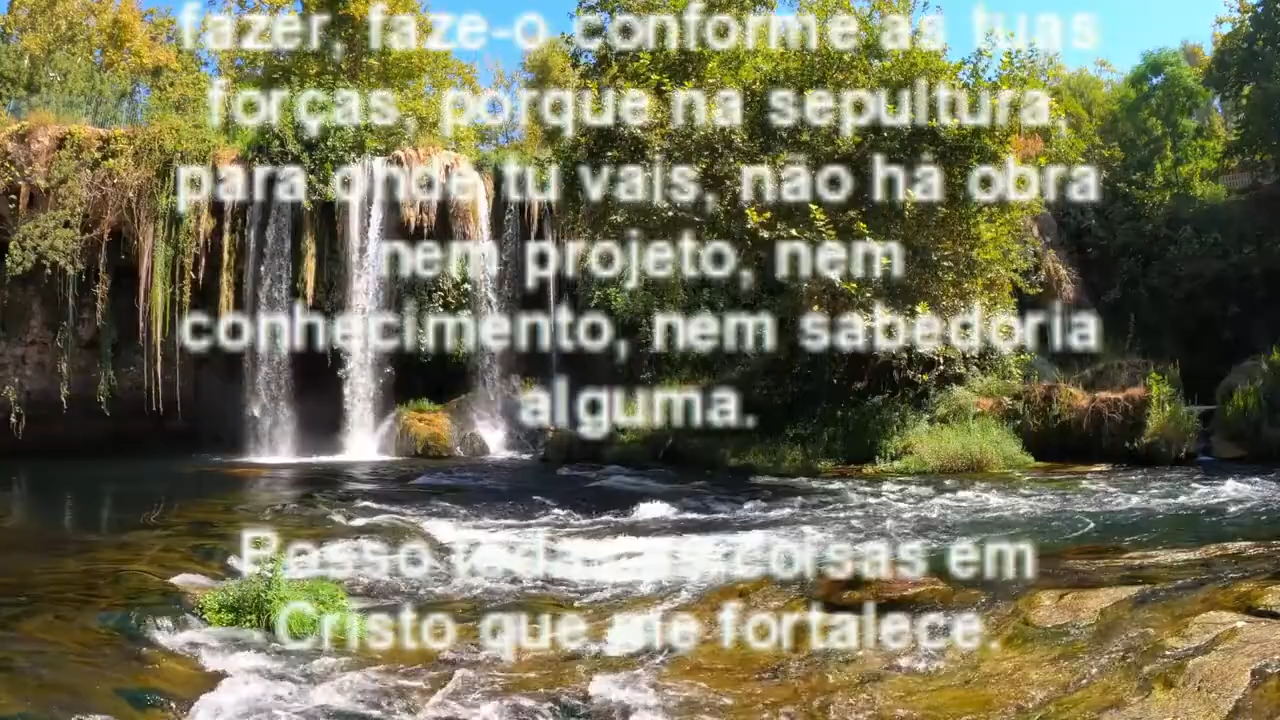 fazer, faze-o conforme as tuas
forças, porque na sepultura,
para onde tu vais, não há obra
nem projeto, nem
conhecimento, nem sabedoria
alguma.
Posso todas as coisas em
Cristo que me fortalece.